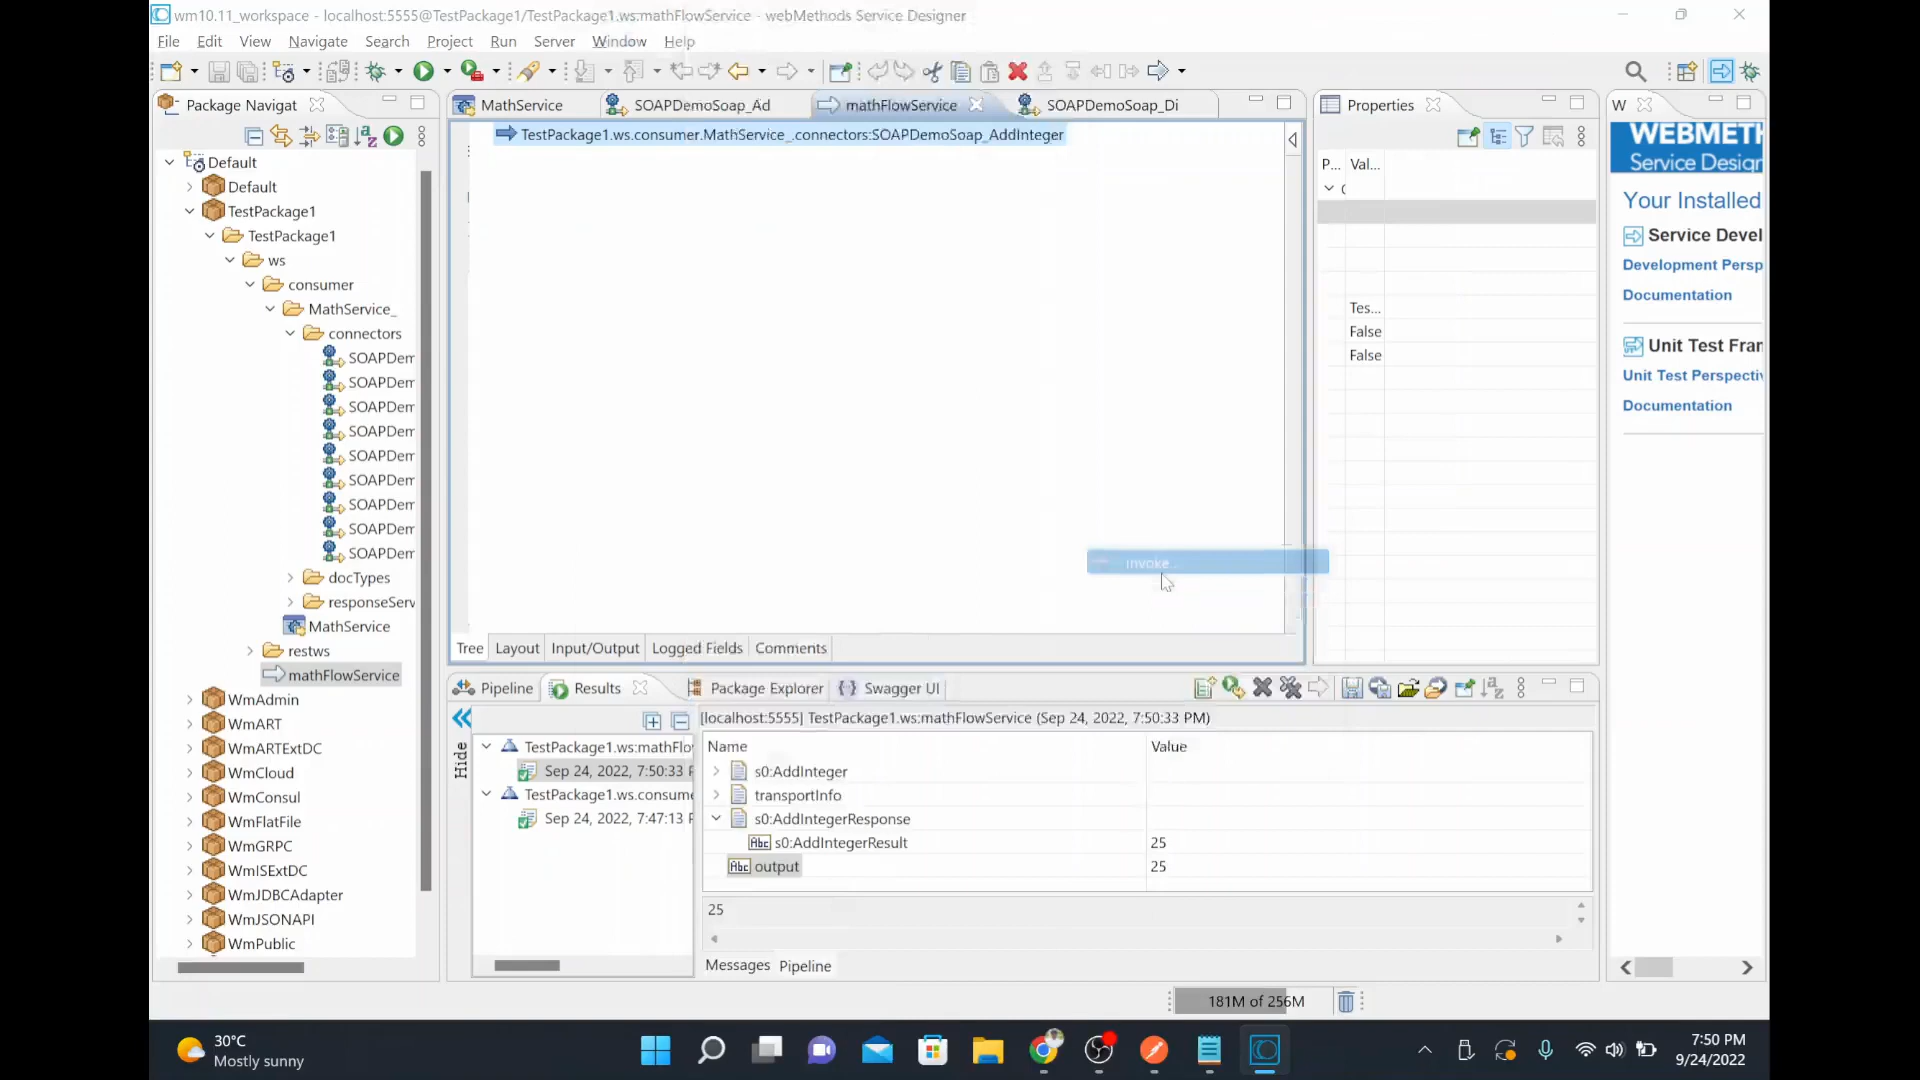 wm10.11_workspace - localhost:5555@TestPackage1/TestPackage1.ws:mathFlowService - webMethods Service Designer
File Edit View Navigate Search Project Run Server Window Help
Package Navigat
Default
Default
TestPackage1
TestPackage1
ws
consumer
MathService_
connectors
SOAPDem
SOAPDem
SOAPDem
SOAPDem
SOAPDem
SOAPDem
SOAPDem
SOAPDem
SOAPDem
docTypes
responseServ
MathService
restws
mathFlowService
WmAdmin
WmART
WmARTExtDC
WmCloud
WmConsul
WmFlatFile
WmGRPC
WmISExtDC
WmJDBCAdapter
WmJSONAPI
WmPublic
MathService SOAPDemoSoap_Ad mathFlowService SOAPDemoSoap_Di
TestPackage1.ws.consumer.MathService_.connectors:SOAPDemoSoap_AddInteger
invoke...
Tree Layout Input/Output Logged Fields Comments
Properties
P... Val...
Tes...
False
False
W
WEBMETH
Service Design
Your Installed
Service Devel
Development Persp
Documentation
Unit Test Fran
Unit Test Perspectiv
Documentation
Pipeline Results Package Explorer Swagger UI
Hide
TestPackage1.ws:mathFlo
Sep 24, 2022, 7:50:33 P
TestPackage1.ws.consume
Sep 24, 2022, 7:47:13 P
[localhost:5555] TestPackage1.ws:mathFlowService (Sep 24, 2022, 7:50:33 PM)
Name Value
s0:AddInteger
transportInfo
s0:AddIntegerResponse
Abc s0:AddIntegerResult 25
Abc output 25
25
Messages Pipeline
181M of 256M
30°C
Mostly sunny
7:50 PM
9/24/2022